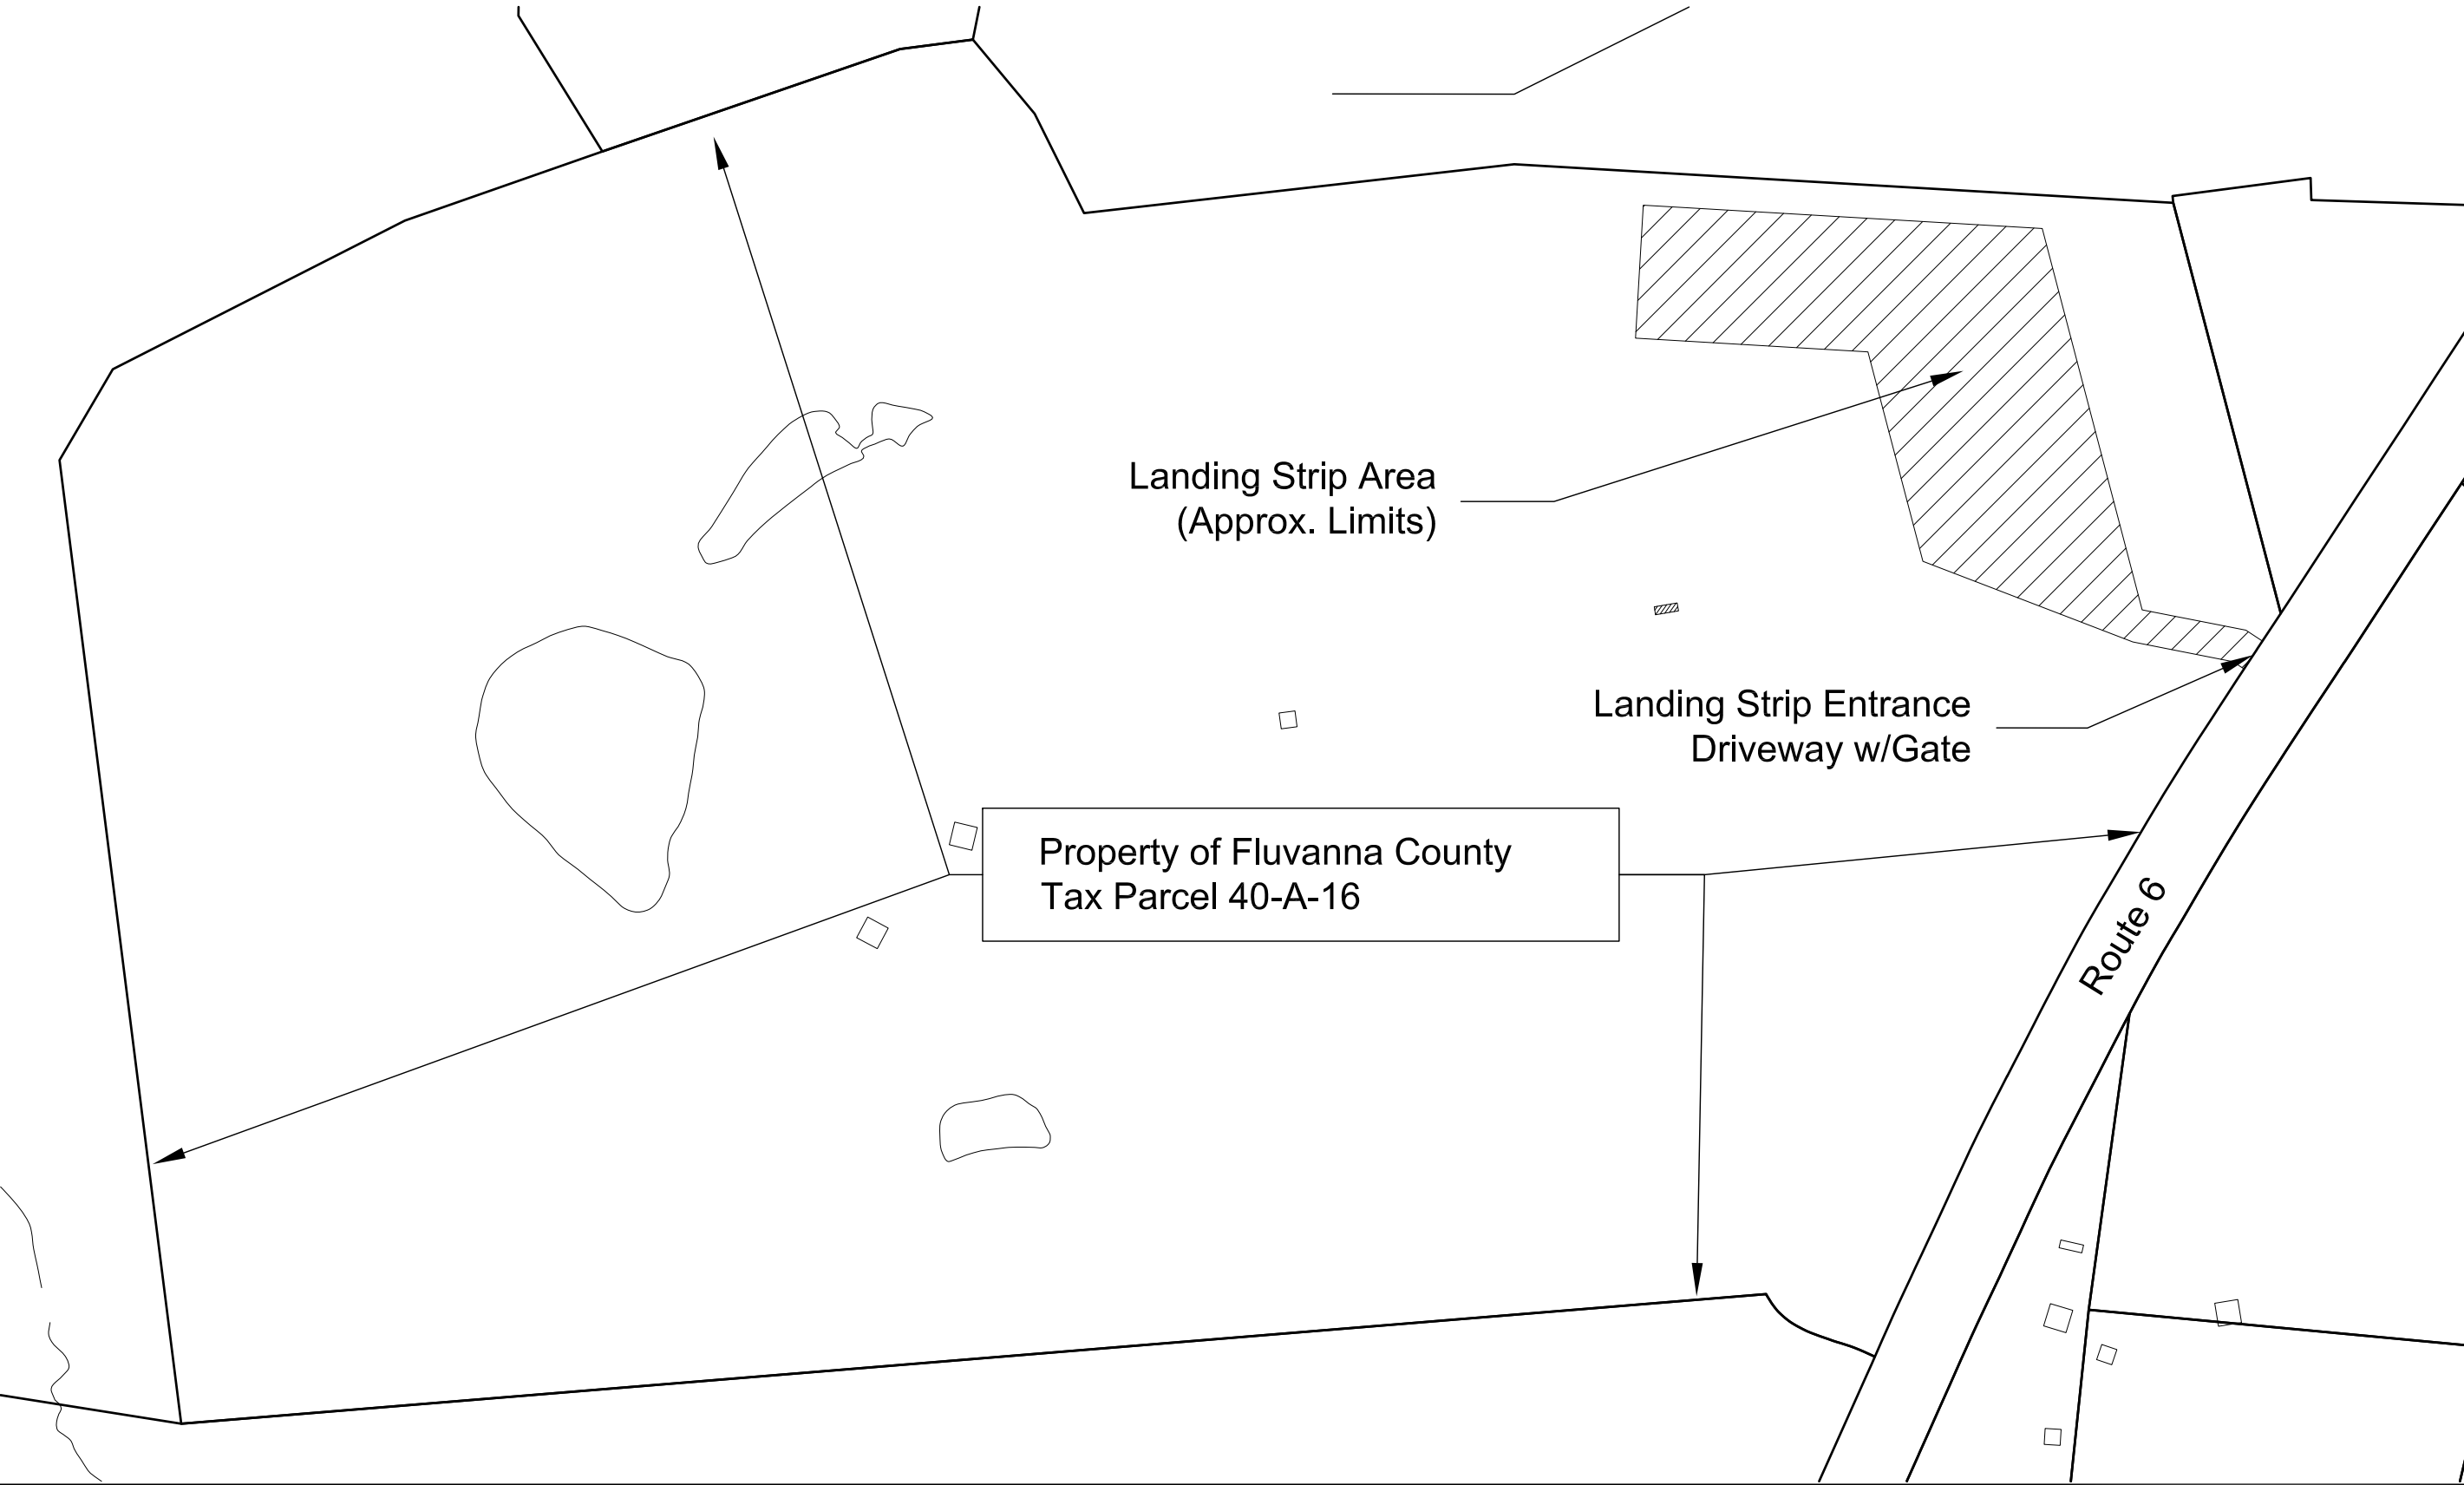 Landing Strip Area
(Approx. Limits)
Landing Strip Entrance
Driveway w/Gate
Property of Fluvanna County
Tax Parcel 40-A-16
Route 6